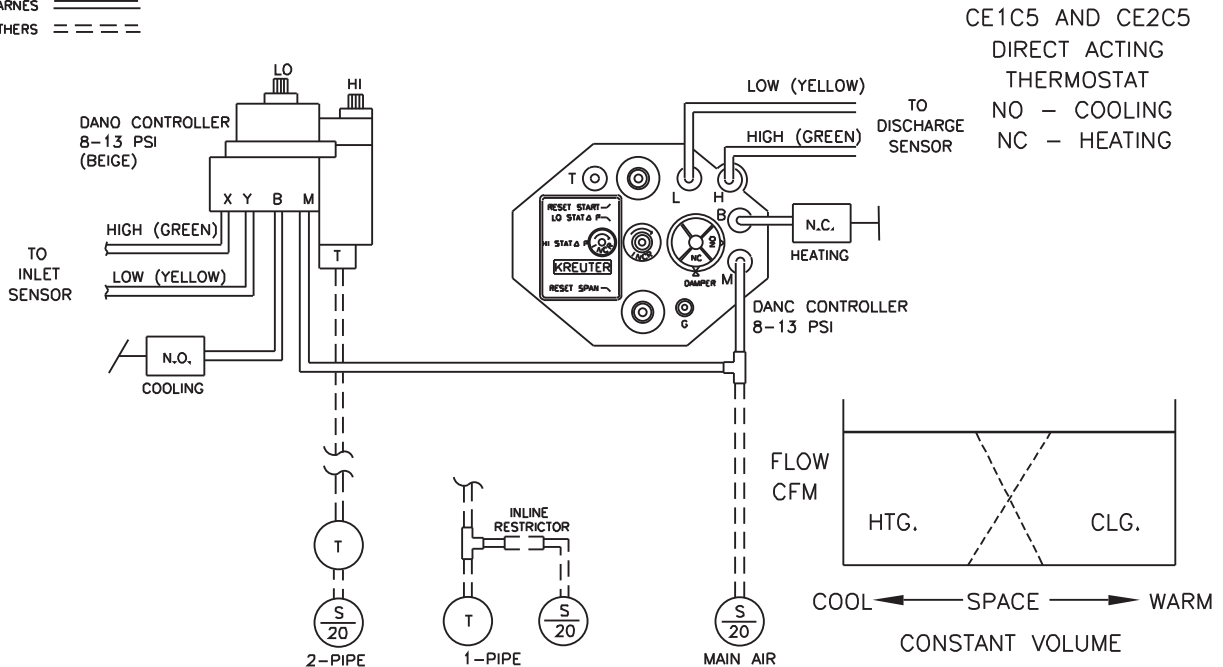 ARNES
THERS
CE1C5 AND CE2C5
DIRECT ACTING
THERMOSTAT
NO – COOLING
NC – HEATING
LO
HI
DANO CONTROLLER
8-13 PSI
(BEIGE)
X Y B M
T
HIGH (GREEN)
TO
INLET
SENSOR
LOW (YELLOW)
N.O.
COOLING
LOW (YELLOW)
TO
DISCHARGE
SENSOR
HIGH (GREEN)
T
L
H
B
M
RESET START
LO STAT Δ P
HI STAT Δ P
INCR
INCR
KREUTER
RESET SPAN
NO
NC
DAMPER
G
N.C.
HEATING
DANC CONTROLLER
8-13 PSI
T
S
20
2-PIPE
INLINE
RESTRICTOR
T
S
20
1-PIPE
S
20
MAIN AIR
FLOW
CFM
HTG.
CLG.
COOL SPACE WARM
CONSTANT VOLUME